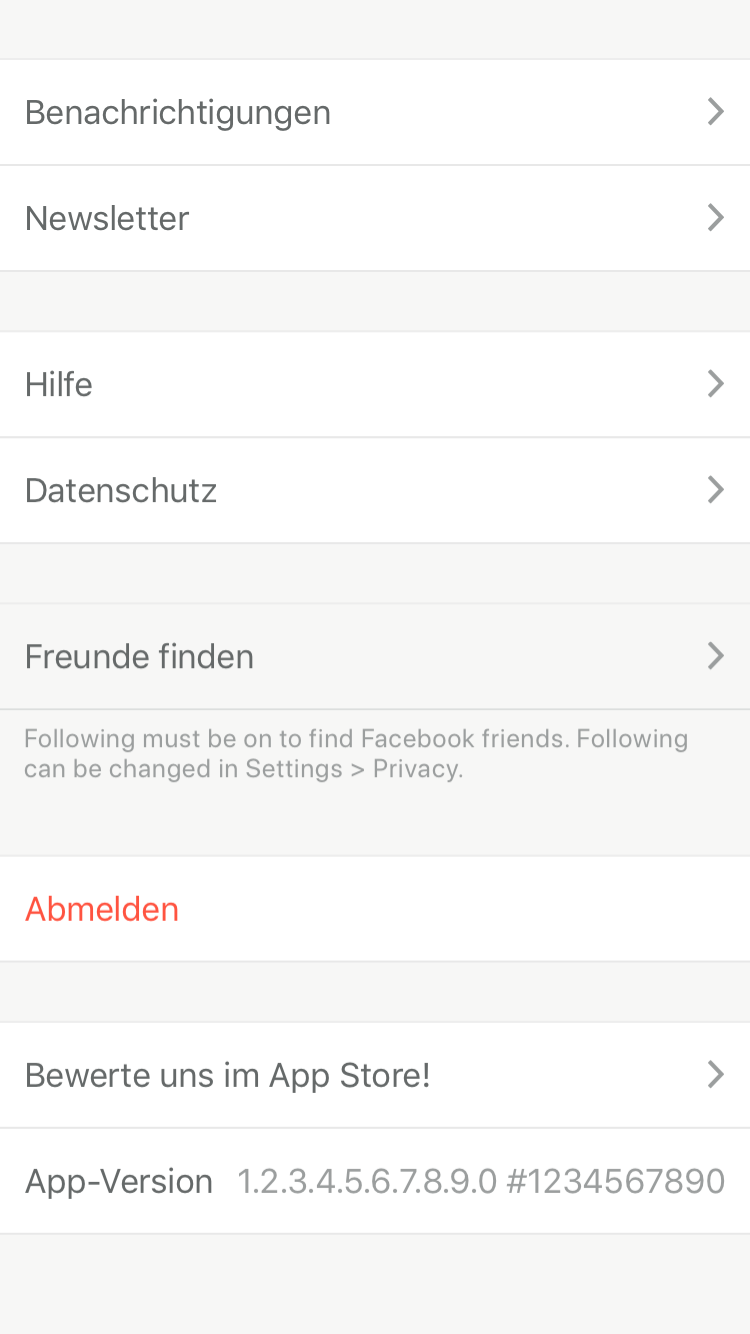 Benachrichtigungen
Newsletter
Hilfe
Datenschutz
Freunde finden
Following must be on to find Facebook friends. Following
can be changed in Settings > Privacy.
Abmelden
Bewerte uns im App Store!
App-Version 1.2.3.4.5.6.7.8.9.0 #1234567890